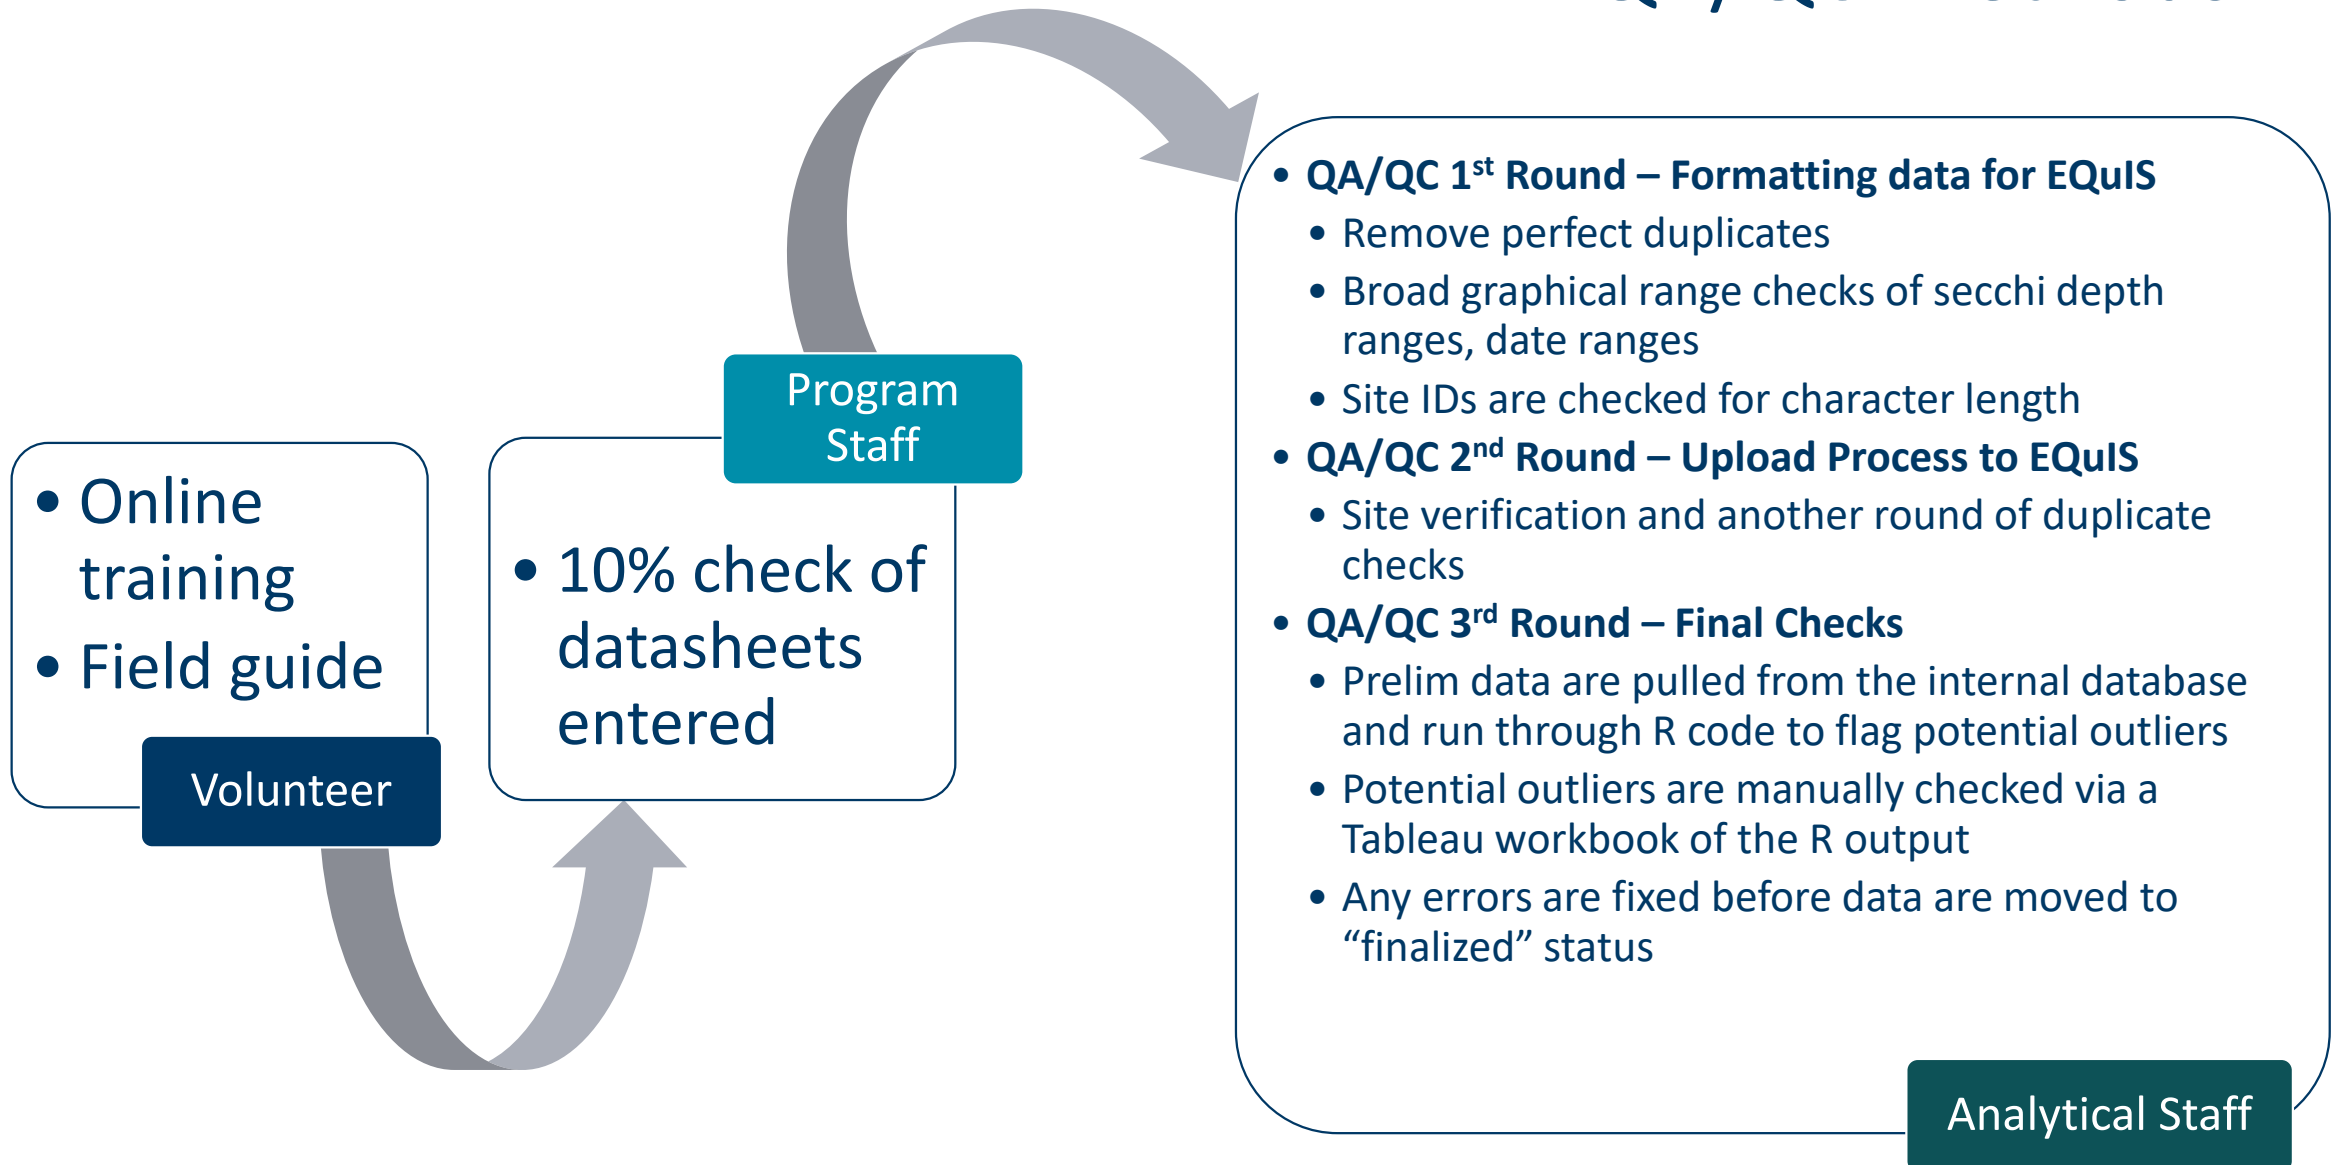 • Online
training
• Field guide
Volunteer
Program
Staff
• 10% check of
datasheets
entered
• QA/QC 1st Round – Formatting data for EQuIS
• Remove perfect duplicates
• Broad graphical range checks of secchi depth
ranges, date ranges
• Site IDs are checked for character length
• QA/QC 2nd Round – Upload Process to EQuIS
• Site verification and another round of duplicate
checks
• QA/QC 3rd Round – Final Checks
• Prelim data are pulled from the internal database
and run through R code to flag potential outliers
• Potential outliers are manually checked via a
Tableau workbook of the R output
• Any errors are fixed before data are moved to
“finalized” status
Analytical Staff